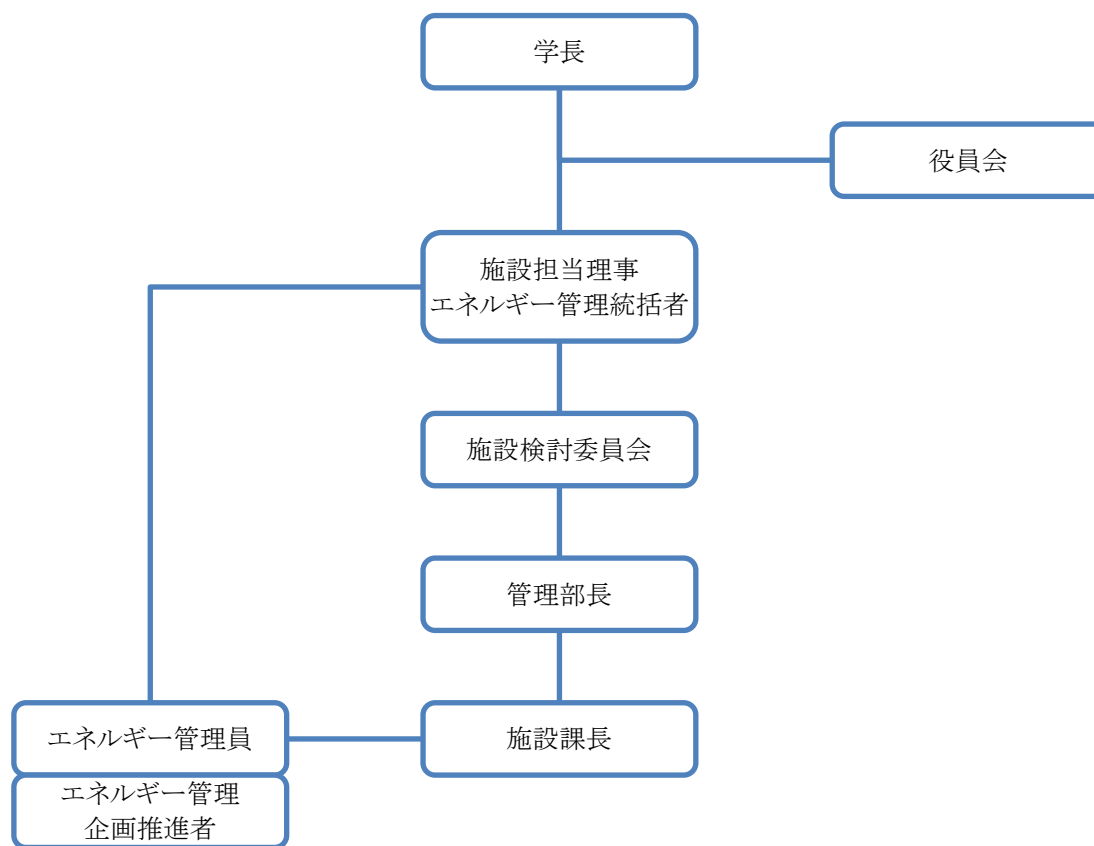 学長
役員会
施設担当理事
エネルギー管理統括者
施設検討委員会
管理部長
エネルギー管理員
施設課長
エネルギー管理
企画推進者